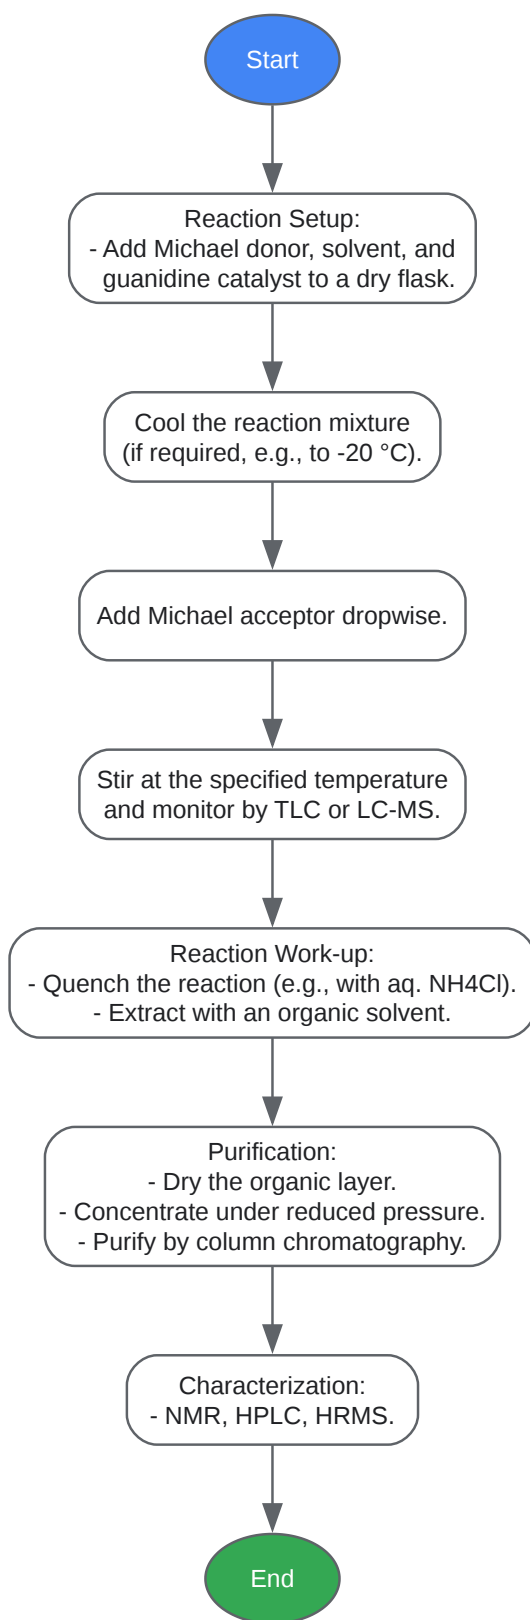 Start
Reaction Setup:
- Add Michael donor, solvent, and
guanidine catalyst to a dry flask.
Cool the reaction mixture
(if required, e.g., to -20 °C).
Add Michael acceptor dropwise.
Stir at the specified temperature
and monitor by TLC or LC-MS.
Reaction Work-up:
- Quench the reaction (e.g., with aq. NH4Cl).
- Extract with an organic solvent.
Purification:
- Dry the organic layer.
- Concentrate under reduced pressure.
- Purify by column chromatography.
Characterization:
- NMR, HPLC, HRMS.
End